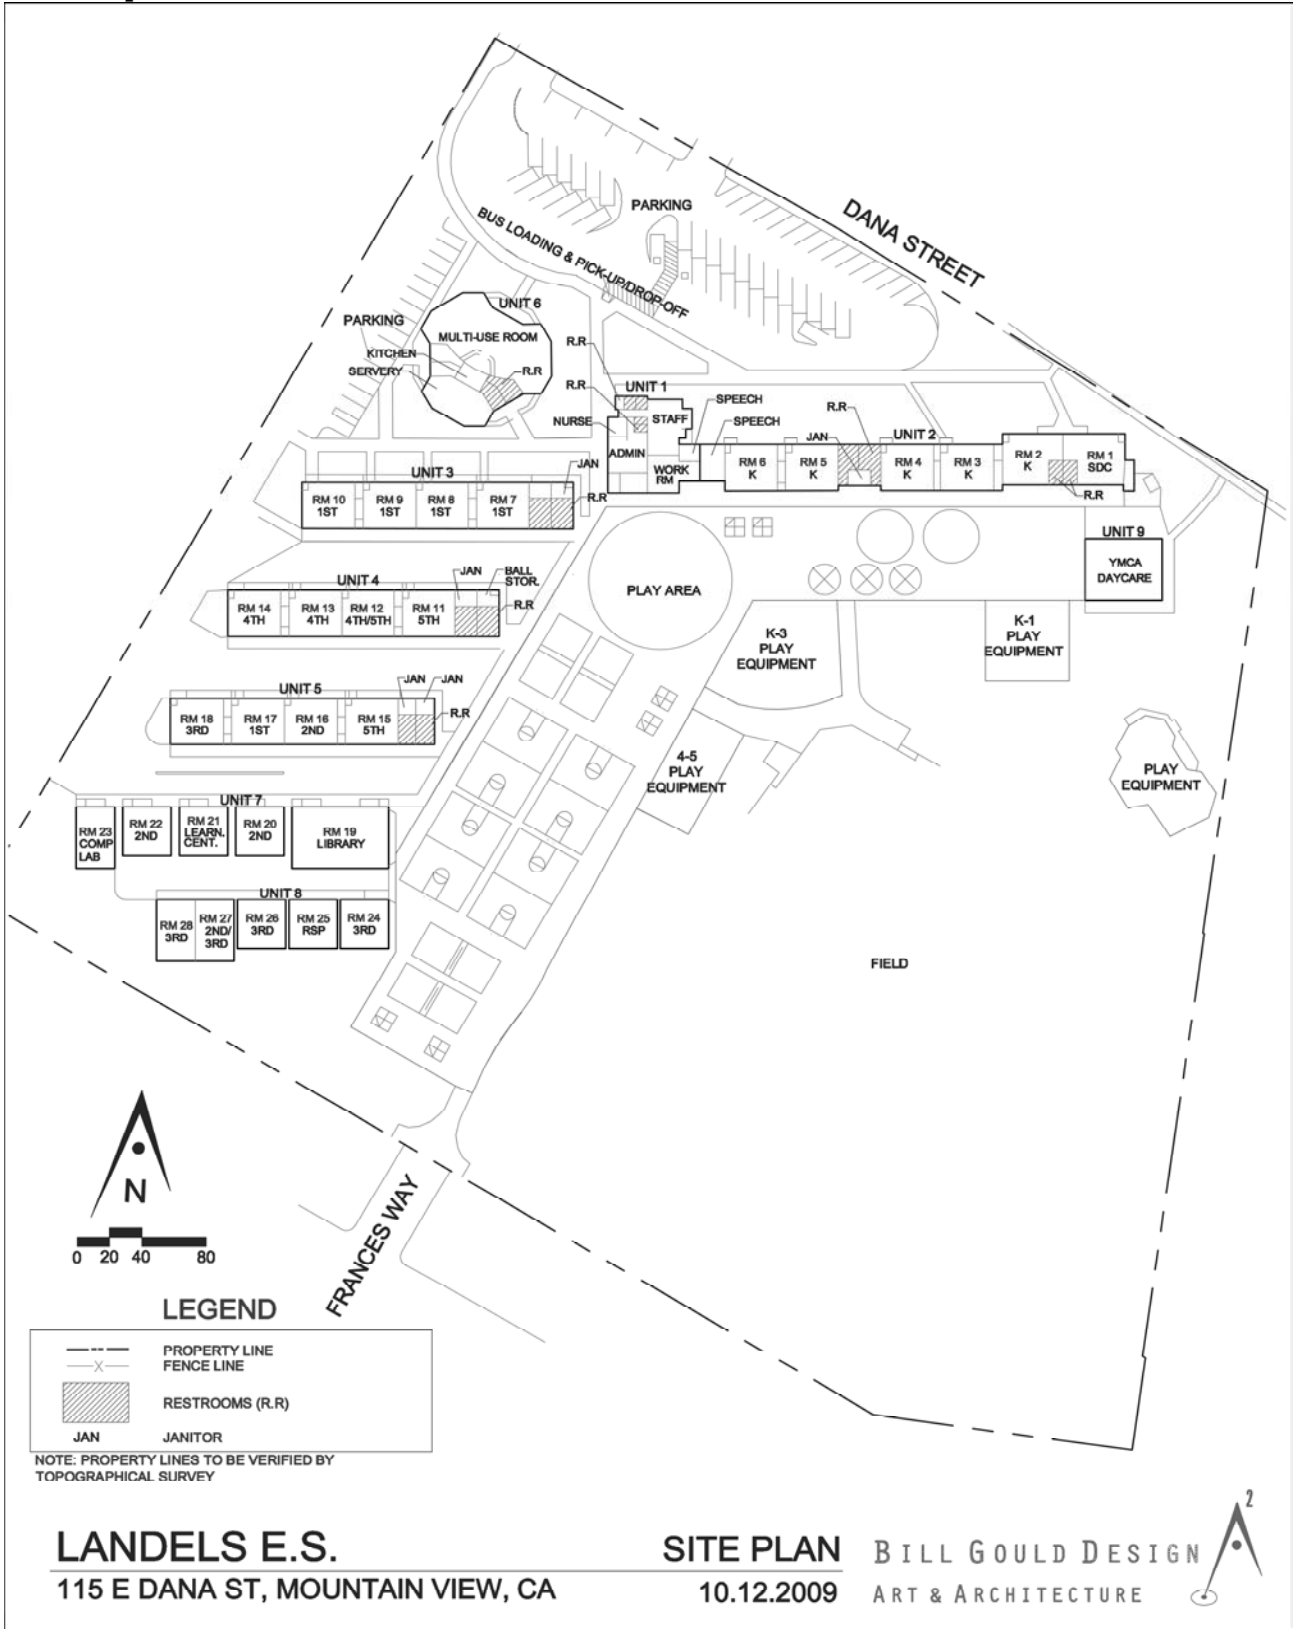 DANA STREET
PARKING
BUS LOADING & PICK-UP/DROP-OFF
UNIT 6
PARKING
MULTI-USE ROOM
KITCHEN
SERVERY
R.R
R.R
R.R
UNIT 1
NURSE
STAFF
ADMIN
WORK
RM
SPEECH
SPEECH
R.R
JAN
UNIT 2
RM 6
K
RM 5
K
RM 4
K
RM 3
K
RM 2
K
RM 1
SDC
R.R
UNIT 3
JAN
R.R
RM 10
1ST
RM 9
1ST
RM 8
1ST
RM 7
1ST
UNIT 9
YMCA
DAYCARE
UNIT 4
JAN
BALL
STOR.
R.R
RM 14
4TH
RM 13
4TH
RM 12
4TH/5TH
RM 11
5TH
PLAY AREA
K-3
PLAY
EQUIPMENT
K-1
PLAY
EQUIPMENT
UNIT 5
JAN
JAN
R.R
RM 18
3RD
RM 17
1ST
RM 16
2ND
RM 15
5TH
4-5
PLAY
EQUIPMENT
PLAY
EQUIPMENT
UNIT 7
RM 23
COMP
LAB
RM 22
2ND
RM 21
LEARN.
CENT.
RM 20
2ND
RM 19
LIBRARY
UNIT 8
RM 28
3RD
RM 27
2ND/
3RD
RM 26
3RD
RM 25
RSP
RM 24
3RD
FIELD
N
0 20 40 80
FRANCES WAY
LEGEND
PROPERTY LINE
X FENCE LINE
RESTROOMS (R.R)
JAN JANITOR
NOTE: PROPERTY LINES TO BE VERIFIED BY
TOPOGRAPHICAL SURVEY
LANDELS E.S.
115 E DANA ST, MOUNTAIN VIEW, CA
SITE PLAN
10.12.2009
BILL GOULD DESIGN
ART & ARCHITECTURE
2